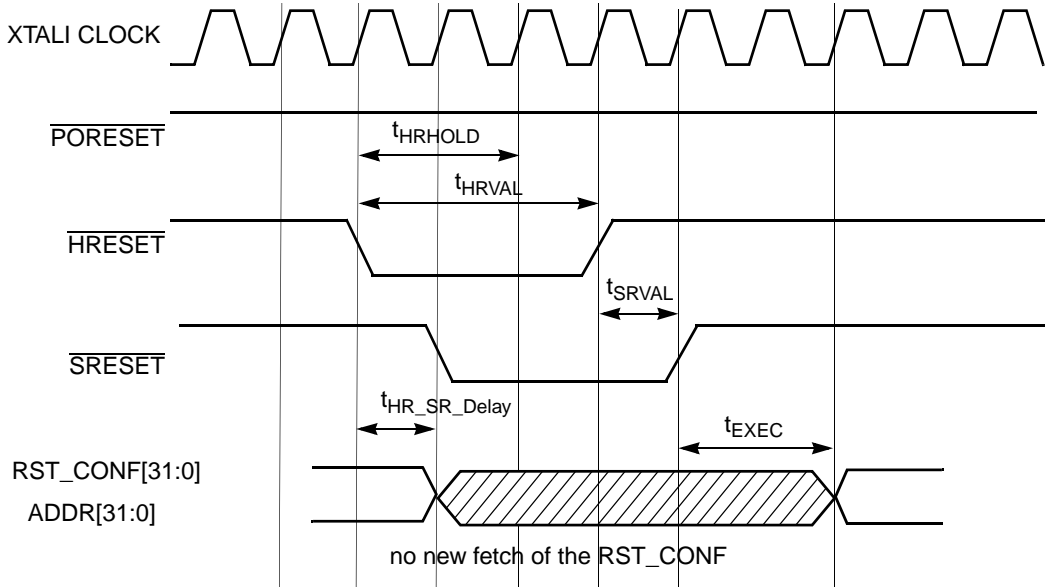 XTALI CLOCK
PORESET
tHRHOLD
tHRVAL
HRESET
tSRVAL
SRESET
tHR_SR_Delay
tEXEC
RST_CONF[31:0]
ADDR[31:0]
no new fetch of the RST_CONF